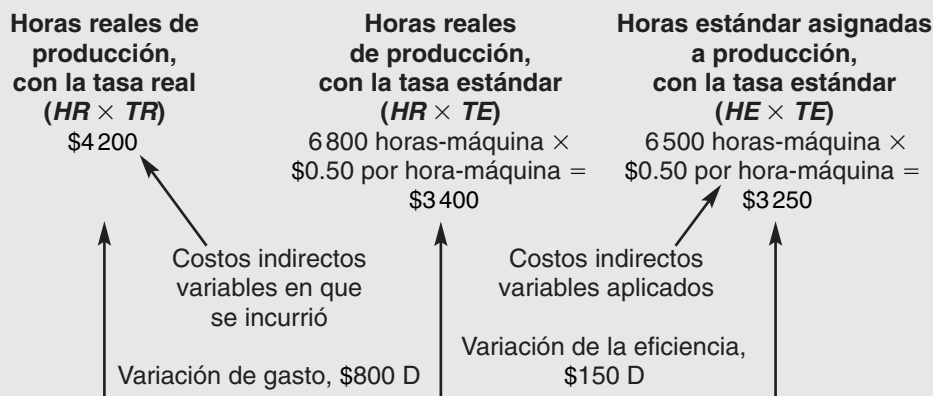 Horas reales de
producción,
con la tasa real
(HR × TR)
$4 200
Horas reales
de producción,
con la tasa estándar
(HR × TE)
6 800 horas-máquina ×
$0.50 por hora-máquina =
$3 400
Horas estándar asignadas
a producción,
con la tasa estándar
(HE × TE)
6 500 horas-máquina ×
$0.50 por hora-máquina =
$3 250
Costos indirectos
variables en que
se incurrió
Costos indirectos
variables aplicados
Variación de gasto, $800 D
Variación de la eficiencia,
$150 D